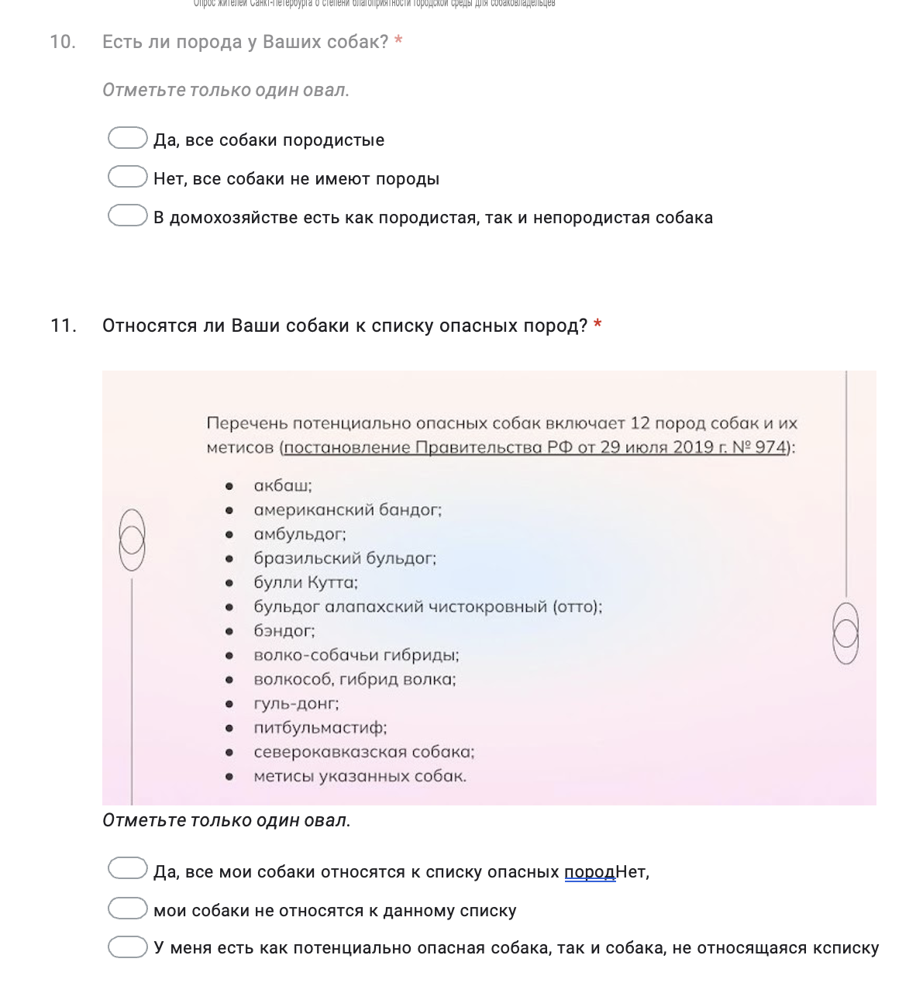 Опрос жителей Санкт-Петербурга о степени благоприятности городской среды для собаковладельцев
10. Есть ли порода у Ваших собак? *
Отметьте только один овал.
Да, все собаки породистые
Нет, все собаки не имеют породы
В домохозяйстве есть как породистая, так и непородистая собака
11. Относятся ли Ваши собаки к списку опасных пород? *
Перечень потенциально опасных собак включает 12 пород собак и их
метисов (постановление Правительства РФ от 29 июля 2019 г. № 974):
• акбаш;
• американский бандог;
• амбульдог;
• бразильский бульдог;
• булли Кутта;
• бульдог алапахский чистокровный (отто);
• бэндог;
• волко-собачьи гибриды;
• волкособ, гибрид волка;
• гуль-донг;
• питбульмастиф;
• северокавказская собака;
• метисы указанных собак.
Отметьте только один овал.
Да, все мои собаки относятся к списку опасных породНет,
мои собаки не относятся к данному списку
У меня есть как потенциально опасная собака, так и собака, не относящаяся ксписку